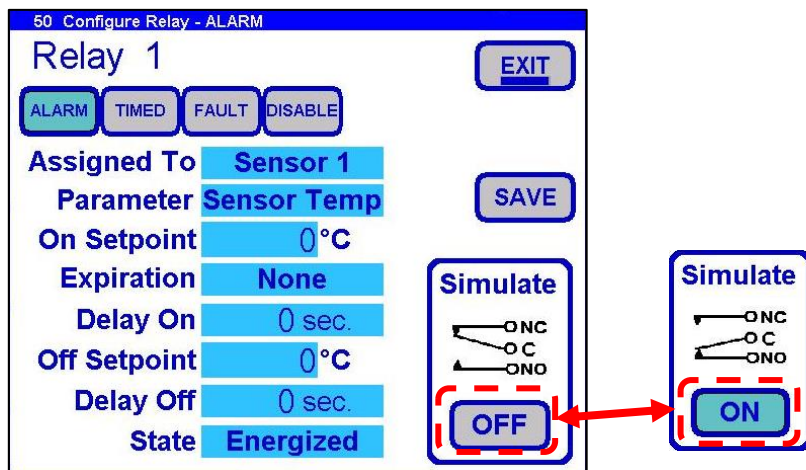 50 Configure Relay - ALARM
Relay 1
EXIT
ALARM TIMED FAULT DISABLE
Assigned To Sensor 1
Parameter Sensor Temp
SAVE
On Setpoint 0°C
Expiration None
Delay On 0 sec.
Off Setpoint 0°C
Delay Off 0 sec.
State Energized
Simulate
NC
C
NO
OFF
Simulate
NC
C
NO
ON